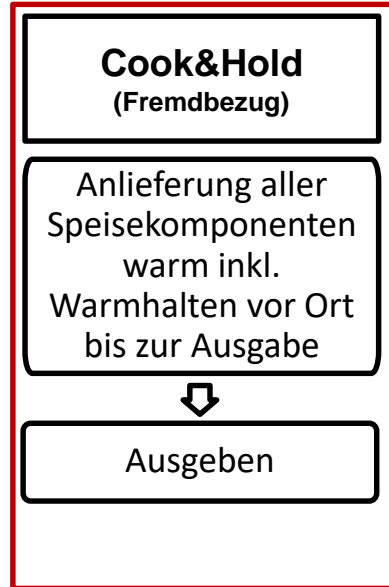 Cook&Hold
(Fremdbezug)
Anlieferung aller
Speisekomponenten
warm inkl.
Warmhalten vor Ort
bis zur Ausgabe
Ausgeben